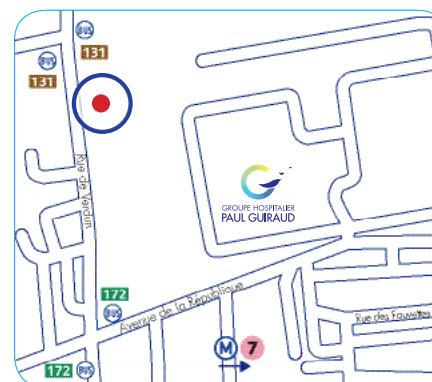 BUS
131
BUS
131
Rue de Verdun
GROUPE HOSPITALIER
PAUL GUIRAUD
172
BUS
Avenue de la République
Rue des Fauvettes
M 7
172 BUS